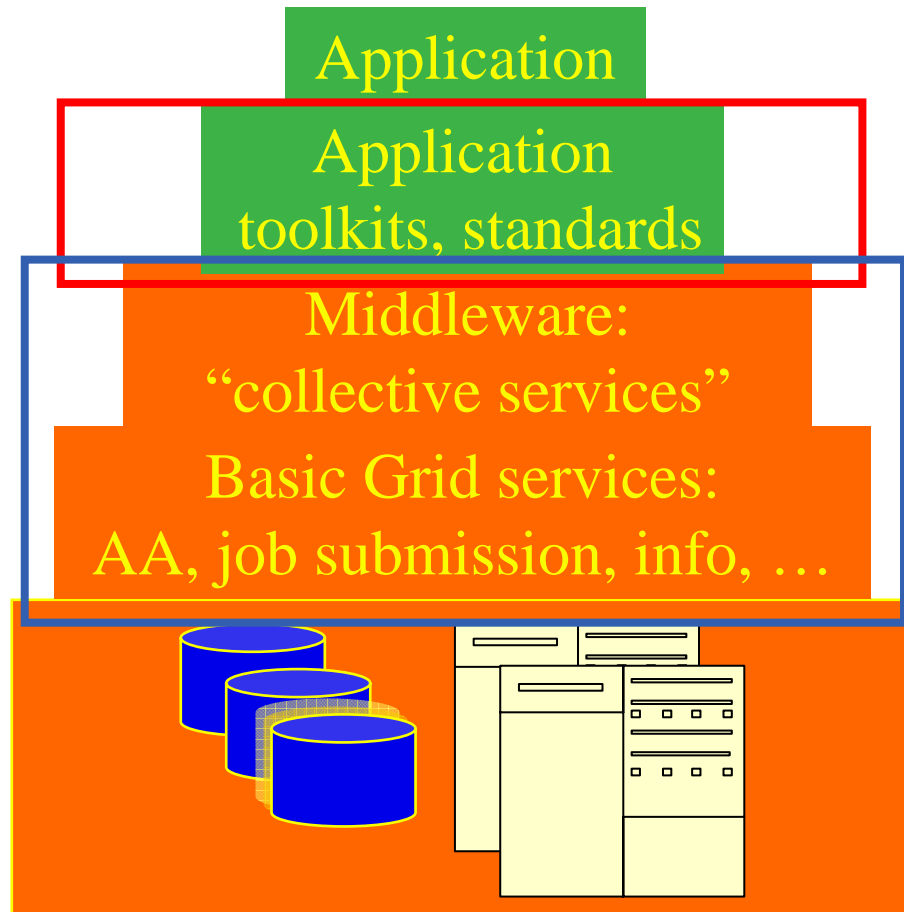 Application
Application
toolkits, standards
Middleware:
“collective services”
Basic Grid services:
AA, job submission, info, …